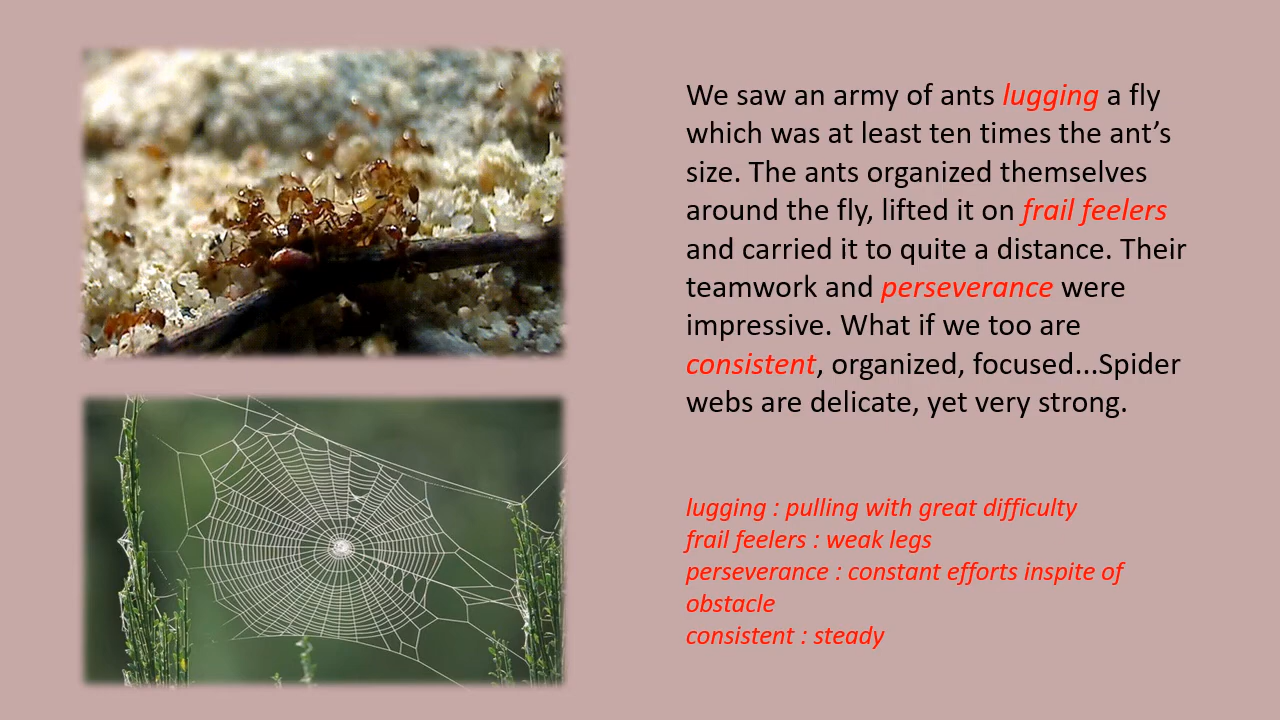 We saw an army of ants lugging a fly
which was at least ten times the ant’s
size. The ants organized themselves
around the fly, lifted it on frail feelers
and carried it to quite a distance. Their
teamwork and perseverance were
impressive. What if we too are
consistent, organized, focused...Spider
webs are delicate, yet very strong.
lugging : pulling with great difficulty
frail feelers : weak legs
perseverance : constant efforts inspite of
obstacle
consistent : steady